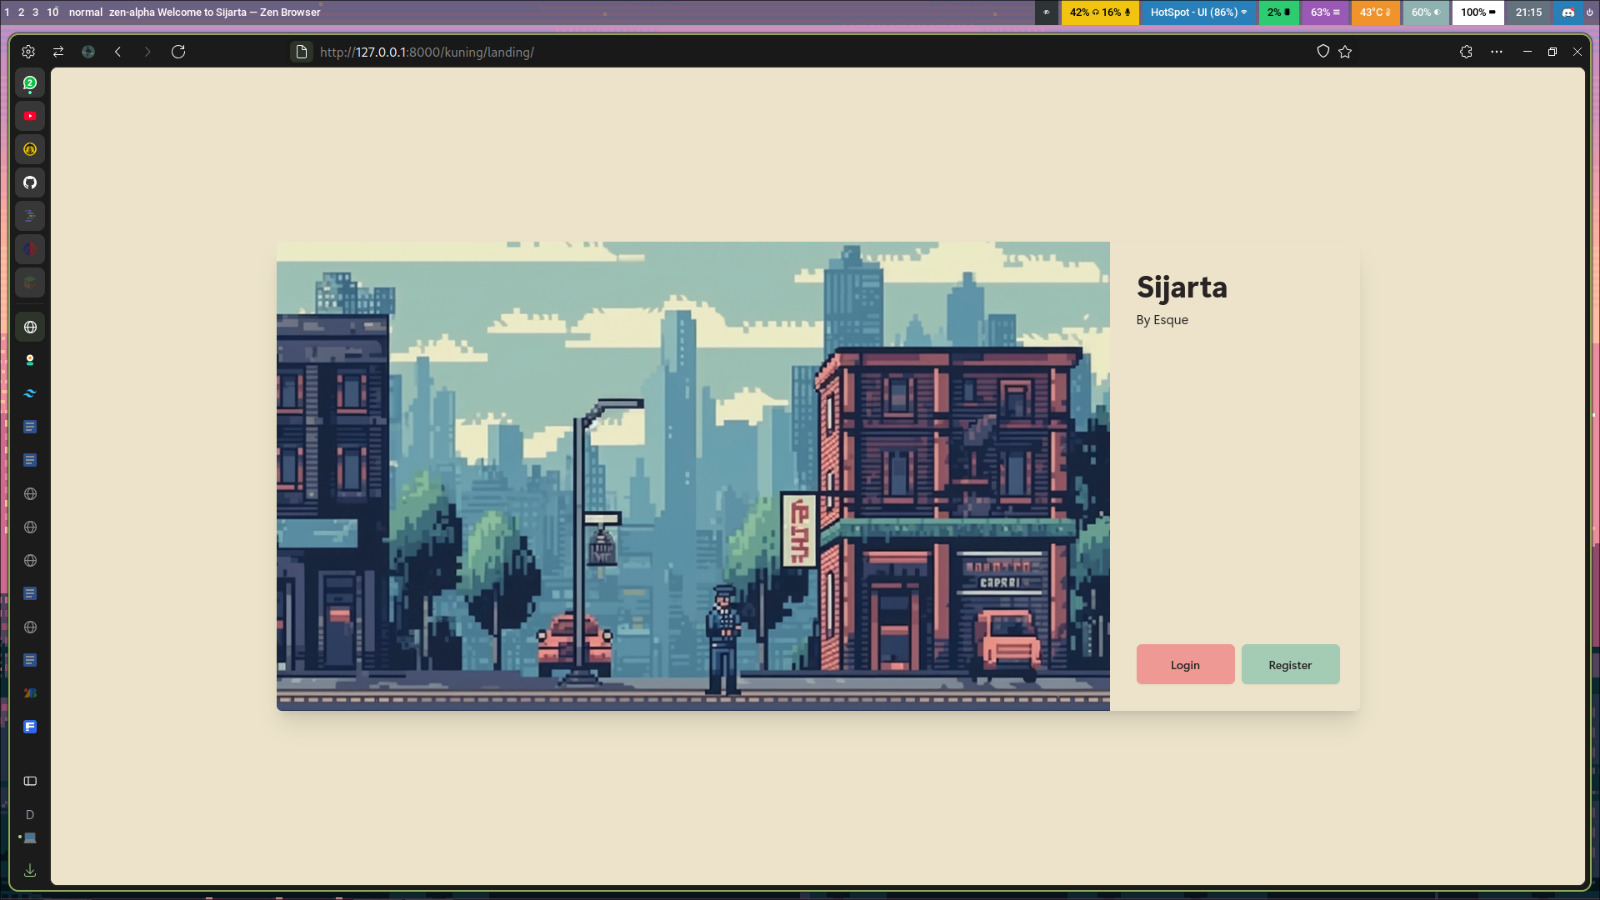 1 2 3 10 normal zen-alpha Welcome to Sijarta — Zen Browser
42% 16% HotSpot - UI (86%) 2% 63% 43°C 60% 100% 21:15
http://127.0.0.1:8000/kuning/landing/
2
Sijarta
By Esque
CAPRRI
Login Register
D